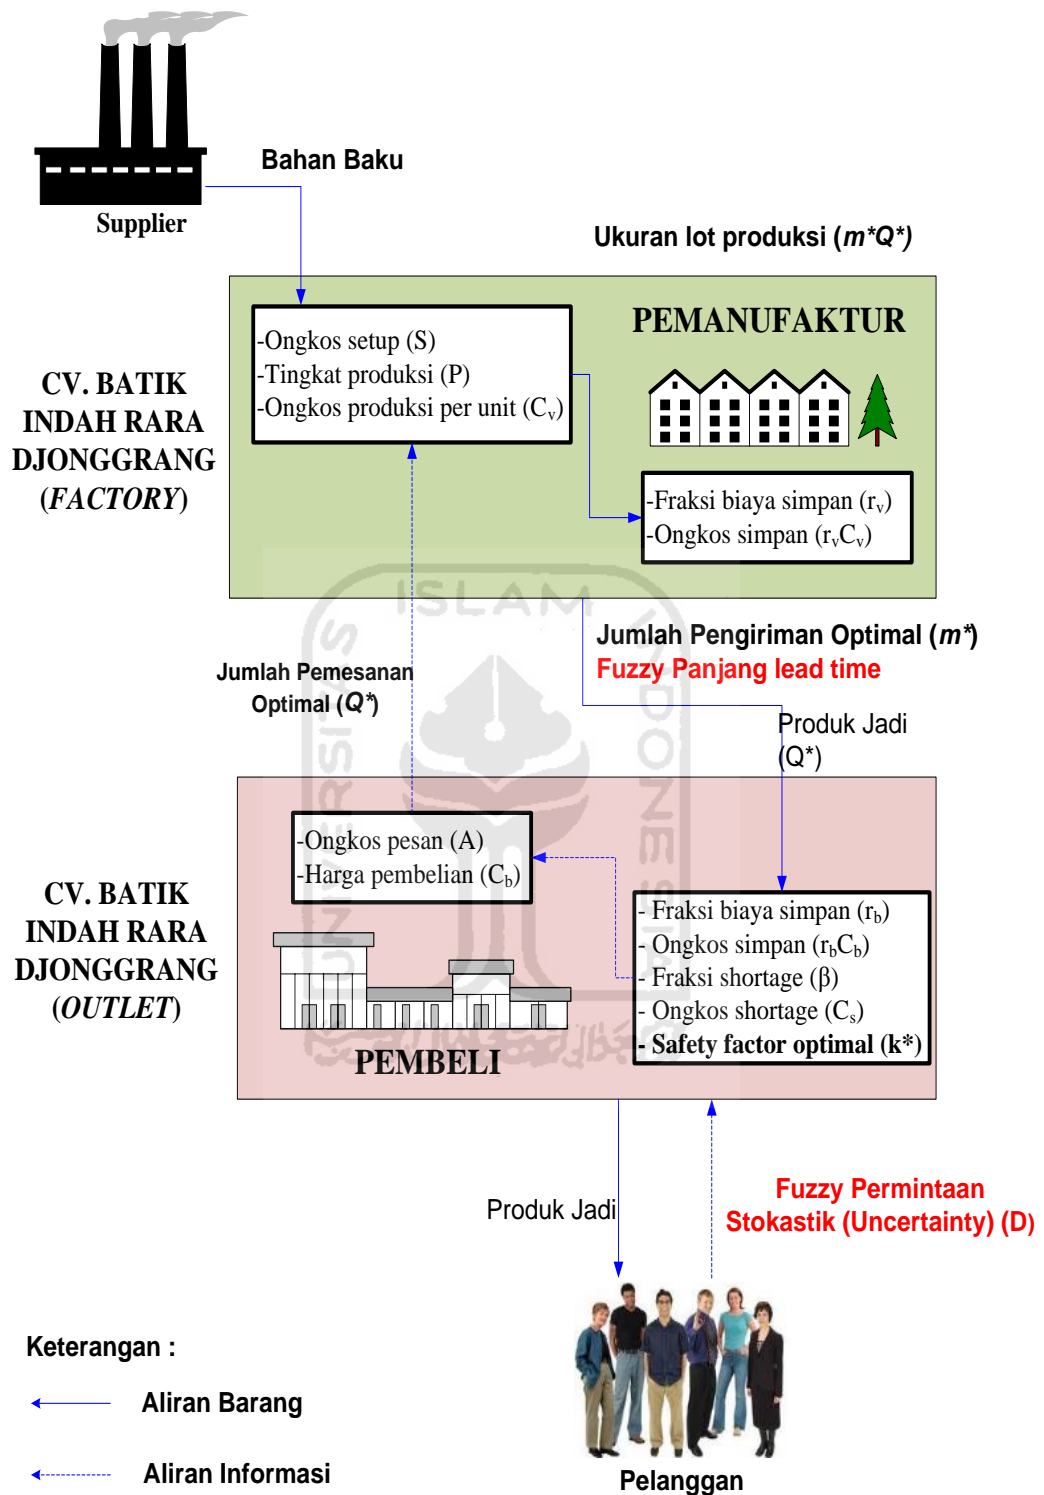 Bahan Baku
Supplier
Ukuran lot produksi (m*Q*)
CV. BATIK
INDAH RARA
DJONGGRANG
(FACTORY)
-Ongkos setup (S)
-Tingkat produksi (P)
-Ongkos produksi per unit (Cv)
PEMANUFAKTUR
-Fraksi biaya simpan (rv)
-Ongkos simpan (rvCv)
Jumlah Pemesanan
Optimal (Q*)
Jumlah Pengiriman Optimal (m*)
Fuzzy Panjang lead time
Produk Jadi
(Q*)
CV. BATIK
INDAH RARA
DJONGGRANG
(OUTLET)
-Ongkos pesan (A)
-Harga pembelian (Cb)
- Fraksi biaya simpan (rb)
- Ongkos simpan (rbCb)
- Fraksi shortage (β)
- Ongkos shortage (Cs)
- Safety factor optimal (k*)
PEMBELI
UNIVERSITAS
ISLAM
INDONESIA
Produk Jadi
Fuzzy Permintaan
Stokastik (Uncertainty) (D)
Keterangan :
Aliran Barang
Aliran Informasi
Pelanggan